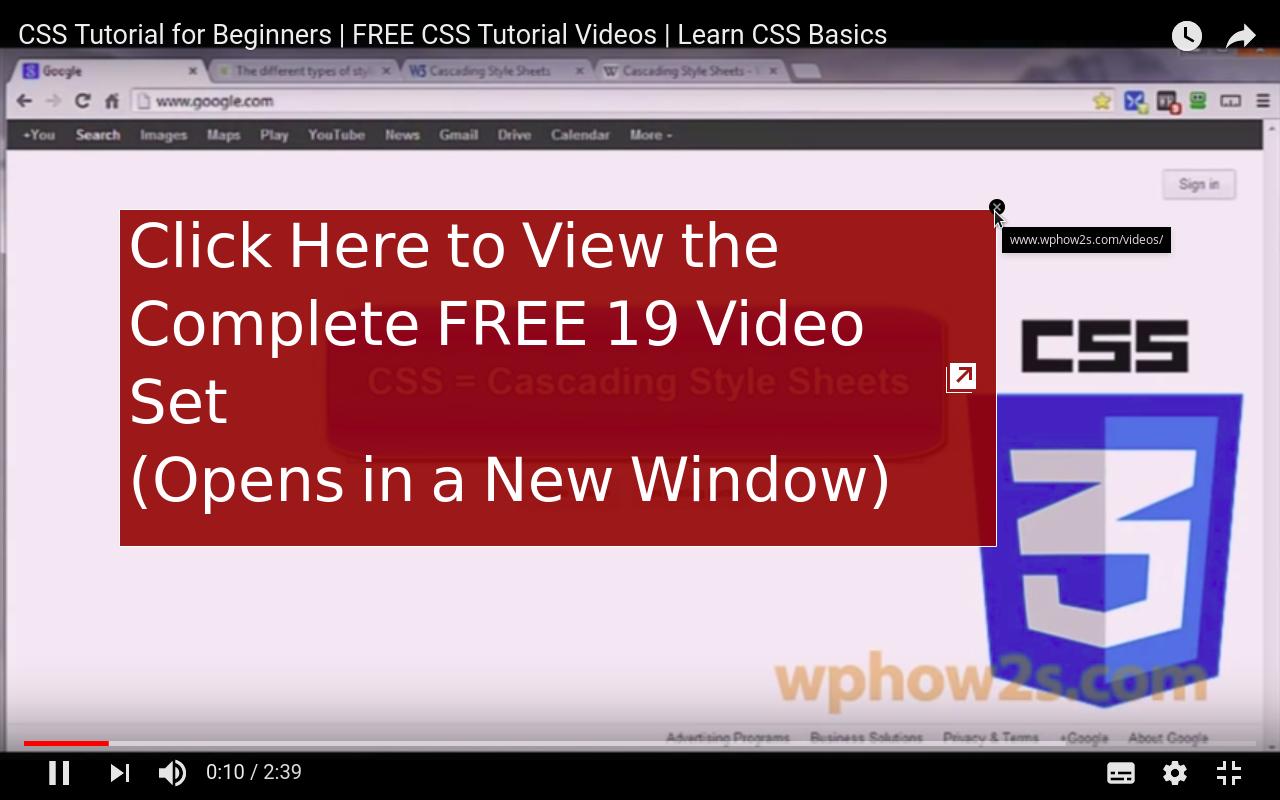 CSS Tutorial for Beginners | FREE CSS Tutorial Videos | Learn CSS Basics
Google
The different types of styl
Cascading Style Sheets
Cascading Style Sheets -
www.google.com
+You Search Images Maps Play YouTube News Gmail Drive Calendar More
Sign in
www.wphow2s.com/videos/
Click Here to View the
Complete FREE 19 Video
Set
(Opens in a New Window)
CSS = Cascading Style Sheets
CSS
3
wphow2s.com
Advertising Programs Business Solutions Privacy & Terms +Google About Google
0:10 / 2:39